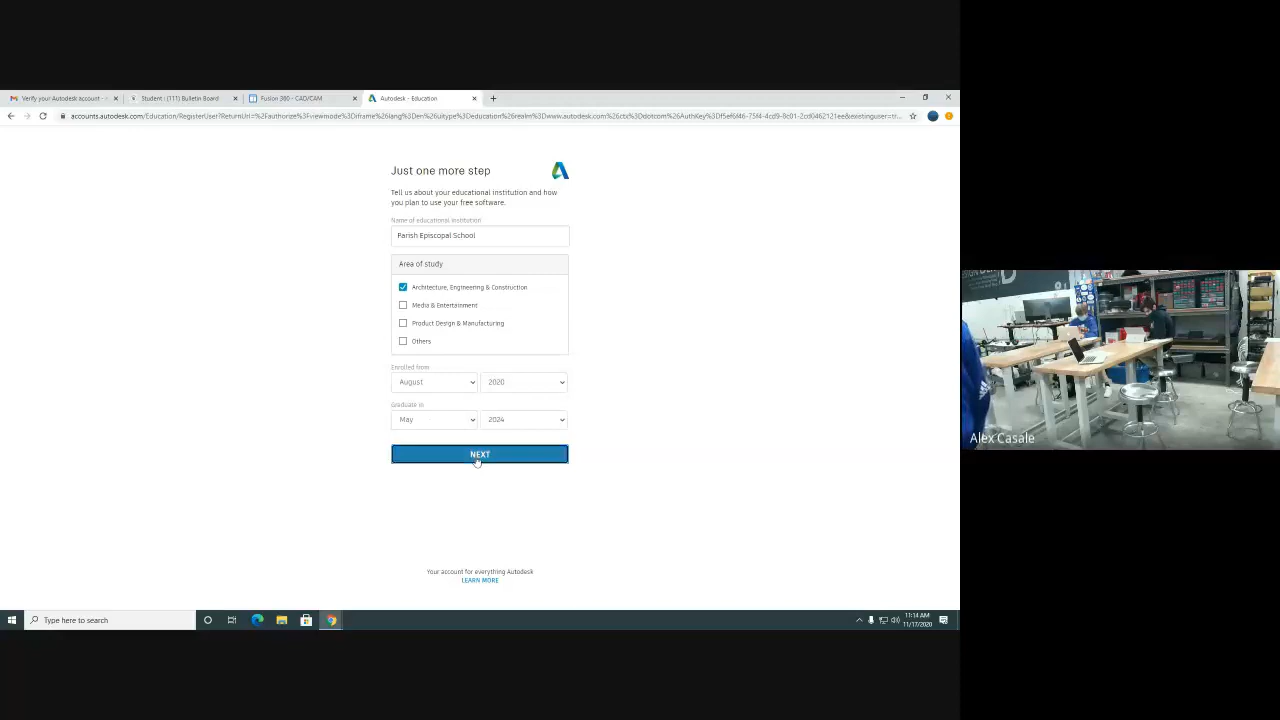 Verify your Autodesk account -
Student : (111) Bulletin Board
Fusion 360 - CAD/CAM
Autodesk - Education
Just one more step
Tell us about your educational institution and how
you plan to use your free software.
Name of educational institution
Parish Episcopal School
Area of study
Architecture, Engineering & Construction
Media & Entertainment
Product Design & Manufacturing
Others
Enrolled from
August 2020
Graduate in
May 2024
NEXT
Your account for everything Autodesk
LEARN MORE
Alex Casale
Type here to search
11:14 AM
11/17/2020